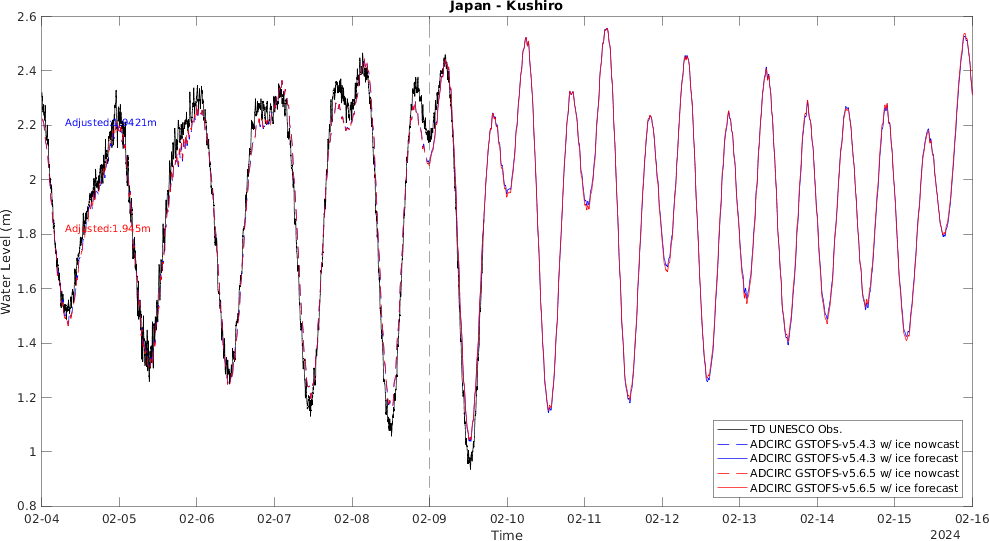 Japan - Kushiro
2.6
2.4
2.2
2
1.8
1.6
1.4
1.2
1
0.8
Water Level (m)
Adjusted:1.9421m
Adjusted:1.945m
TD UNESCO Obs.
ADCIRC GSTOFS-v5.4.3 w/ ice nowcast
ADCIRC GSTOFS-v5.4.3 w/ ice forecast
ADCIRC GSTOFS-v5.6.5 w/ ice nowcast
ADCIRC GSTOFS-v5.6.5 w/ ice forecast
02-04 02-05 02-06 02-07 02-08 02-09 02-10 02-11 02-12 02-13 02-14 02-15 02-16
Time
2024